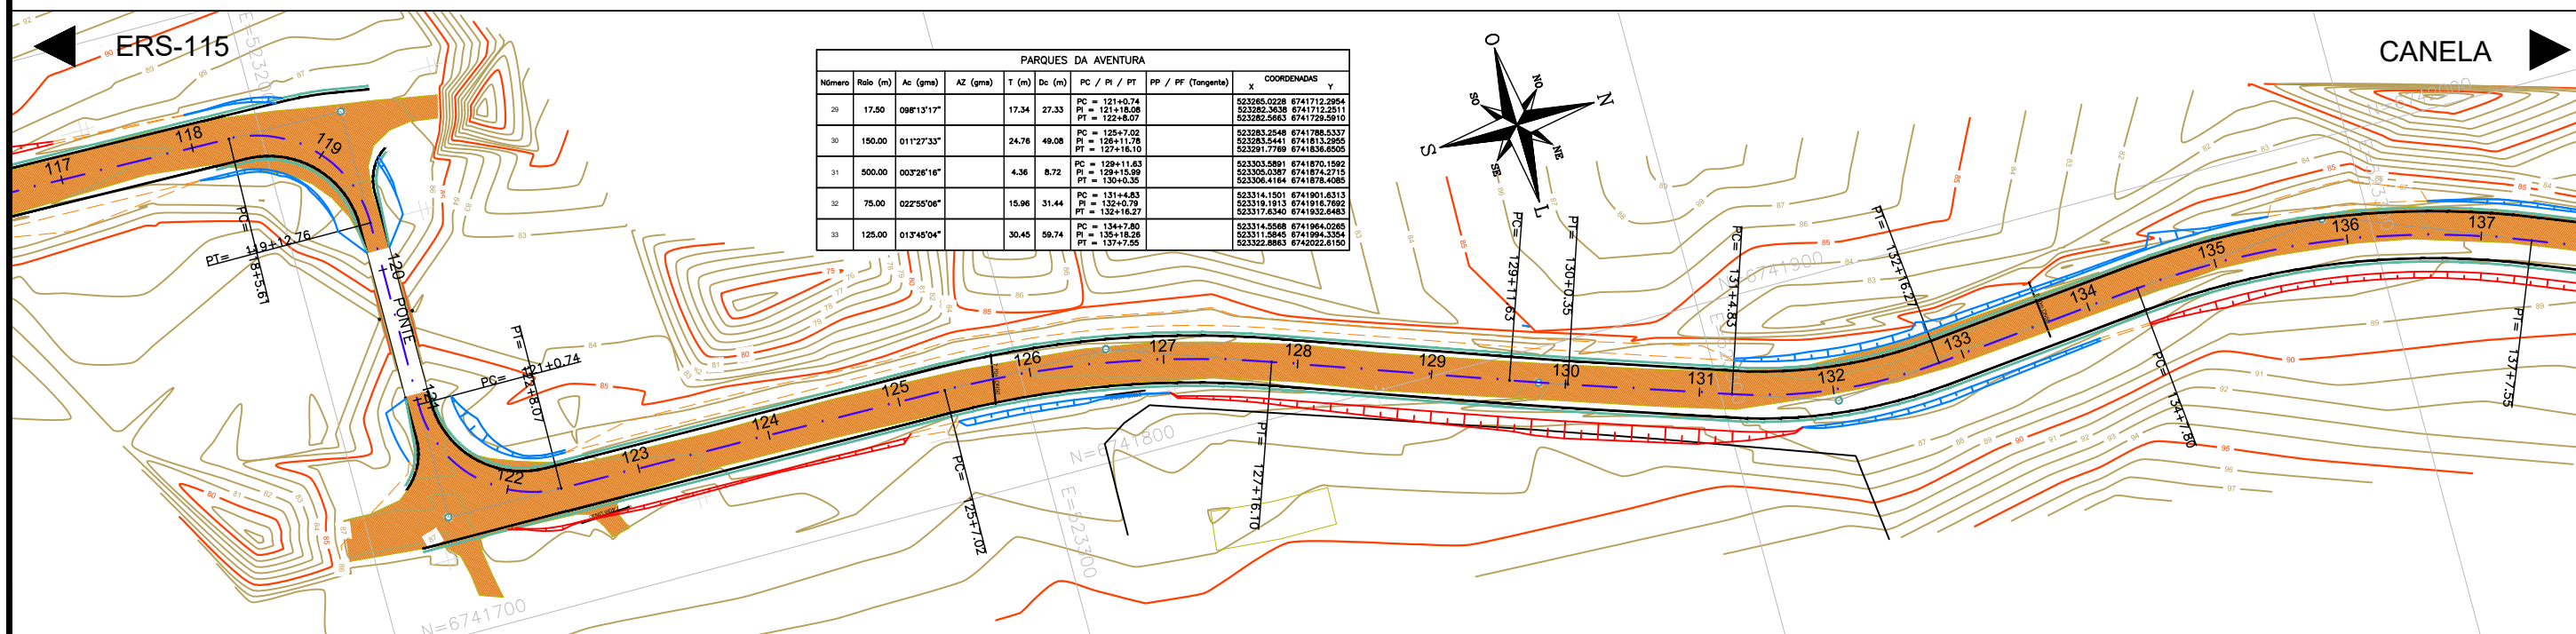 ERS-115
CANELA
PARQUES DA AVENTURA
Número Raio (m) Ac (gms) AZ (gms) T (m) Dc (m) PC / PI / PT PP / PF (Tangente) COORDENADAS X Y
29 17.50 098°13'17" 17.34 27.33
PC = 121+0.74 523265.0228 6741712.2954
PI = 121+18.08 523282.3638 6741712.2511
PT = 122+8.07 523282.5663 6741729.5910
30 150.00 011°27'33" 24.76 49.08
PC = 125+7.02 523283.2548 6741788.5337
PI = 126+11.78 523283.5441 6741813.2955
PT = 127+16.10 523291.7769 6741836.6505
31 500.00 003°26'16" 4.36 8.72
PC = 129+11.63 523303.5891 6741870.1592
PI = 129+15.99 523305.0387 6741874.2715
PT = 130+0.35 523306.4164 6741878.4085
32 75.00 022°55'06" 15.96 31.44
PC = 131+4.83 523314.1501 6741901.6313
PI = 132+0.79 523319.1913 6741916.7692
PT = 132+16.27 523317.6340 6741932.6483
33 125.00 013°45'04" 30.45 59.74
PC = 134+7.80 523314.5568 6741964.0265
PI = 135+18.26 523311.5845 6741994.3354
PT = 137+7.55 523322.8863 6742022.6150
O
NO
N
NE
L
SE
S
SO
117
118
119
120
PONTE
121
122
123
124
125
126
127
128
129
130
131
132
133
134
135
136
137
PC= 118+5.61
PT= 119+12.76
PC= 121+0.74
PT= 122+8.07
PC= 125+7.02
PT= 127+16.10
PC= 129+11.63
PT= 130+0.35
PC= 131+4.83
PT= 132+16.27
PC= 134+7.80
PT= 137+7.55
E=523200
N=6741700
N=6741800
E=523300
N=6741900